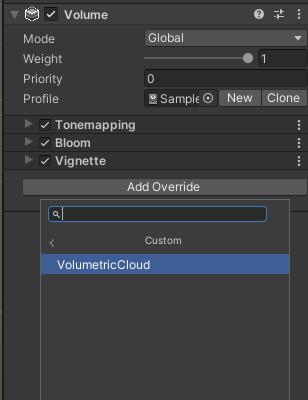 Volume
Mode Global
Weight 1
Priority 0
Profile Sample New Clone
Tonemapping
Bloom
Vignette
Add Override
Custom
VolumetricCloud